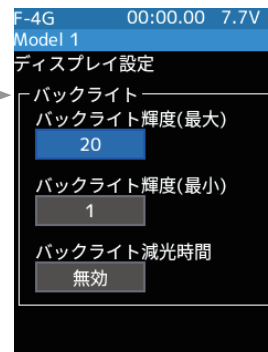 F-4G 00:00.00 7.7V
Model 1
ディスプレイ設定
バックライト
バックライト輝度(最大)
20
バックライト輝度(最小)
1
バックライト減光時間
無効